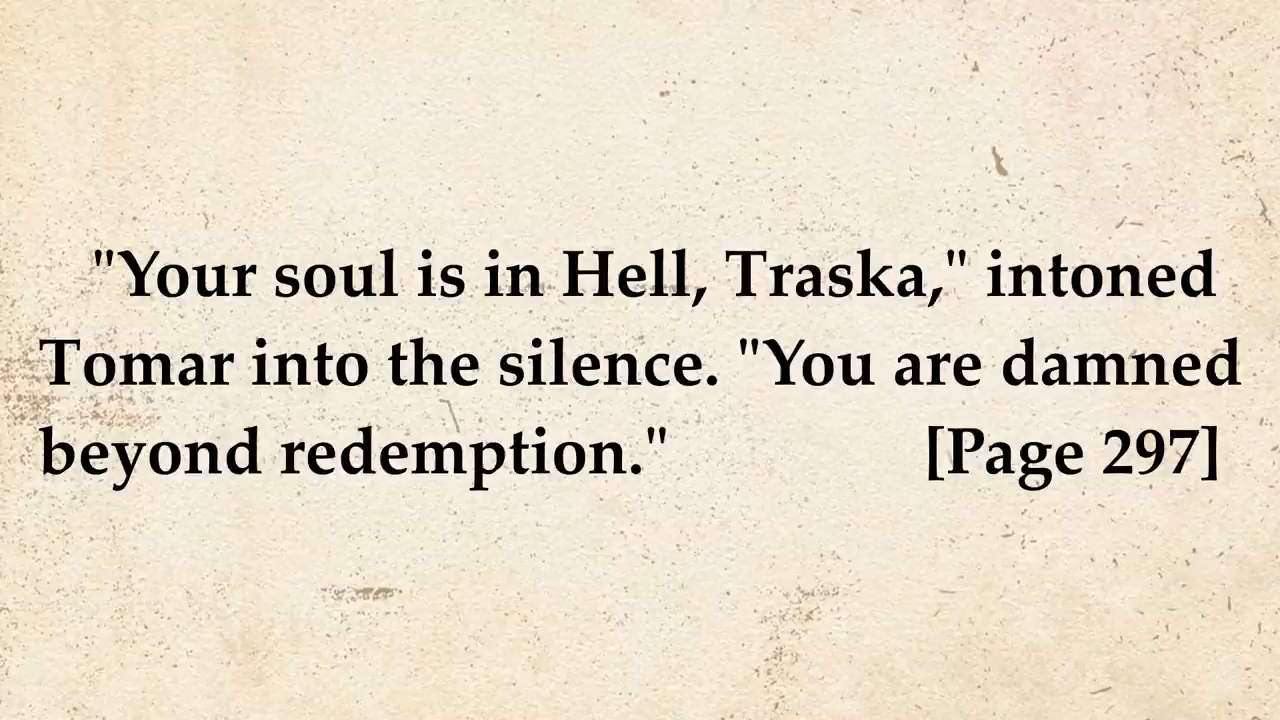 "Your soul is in Hell, Traska," intoned
Tomar into the silence. "You are damned
beyond redemption." [Page 297]